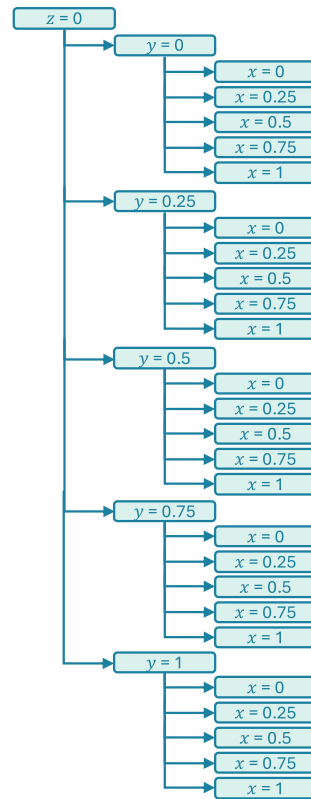 z = 0
y = 0
x = 0
x = 0.25
x = 0.5
x = 0.75
x = 1
y = 0.25
x = 0
x = 0.25
x = 0.5
x = 0.75
x = 1
y = 0.5
x = 0
x = 0.25
x = 0.5
x = 0.75
x = 1
y = 0.75
x = 0
x = 0.25
x = 0.5
x = 0.75
x = 1
y = 1
x = 0
x = 0.25
x = 0.5
x = 0.75
x = 1